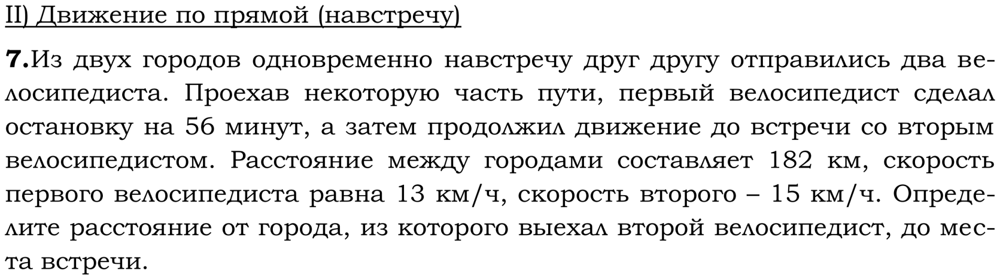 II) Движение по прямой (навстречу)
7.Из двух городов одновременно навстречу друг другу отправились два ве-
лосипедиста. Проехав некоторую часть пути, первый велосипедист сделал
остановку на 56 минут, а затем продолжил движение до встречи со вторым
велосипедистом. Расстояние между городами составляет 182 км, скорость
первого велосипедиста равна 13 км/ч, скорость второго – 15 км/ч. Опреде-
лите расстояние от города, из которого выехал второй велосипедист, до мес-
та встречи.